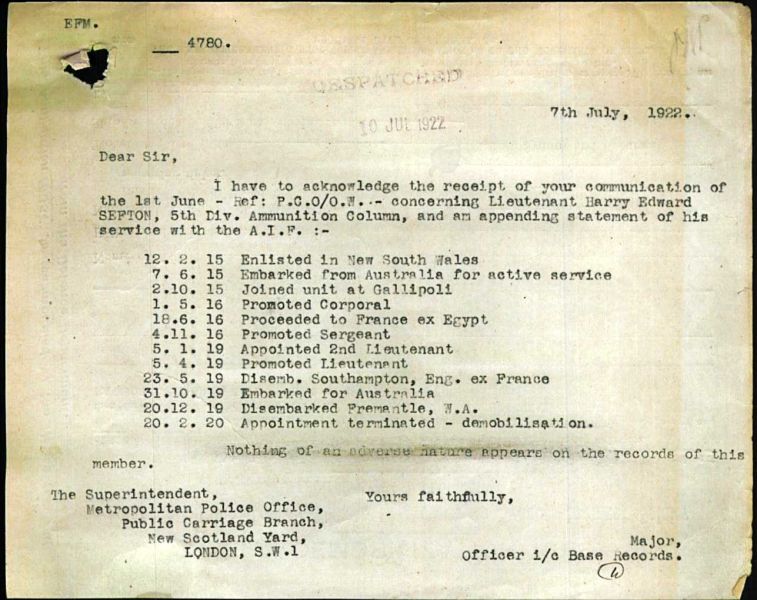 EFM.
4780.
DESPATCHED
7th July, 1922.
10 JUL 1922
Dear Sir,
I have to acknowledge the receipt of your communication of
the 1st June - Ref: P.C.O/O.W. - concerning Lieutenant Harry Edward
SEFTON, 5th Div. Ammunition Column, and am appending statement of his
service with the A.I.F. :-
12. 2. 15 Enlisted in New South Wales
7. 6. 15 Embarked from Australia for active service
2.10. 15 Joined unit at Gallipoli
1. 5. 16 Promoted Corporal
18.6. 16 Proceeded to France ex Egypt
4.11. 16 Promoted Sergeant
5. 1. 19 Appointed 2nd Lieutenant
5. 4. 19 Promoted Lieutenant
23. 5. 19 Disemb. Southampton, Eng. ex France
31.10. 19 Embarked for Australia
20.12. 19 Disembarked Fremantle, W.A.
20. 2. 20 Appointment terminated - demobilisation.
Nothing of an adverse nature appears on the records of this
member.
The Superintendent,
Metropolitan Police Office,
Public Carriage Branch,
New Scotland Yard,
LONDON, S.W.1
Yours faithfully,
Major,
Officer i/c Base Records.